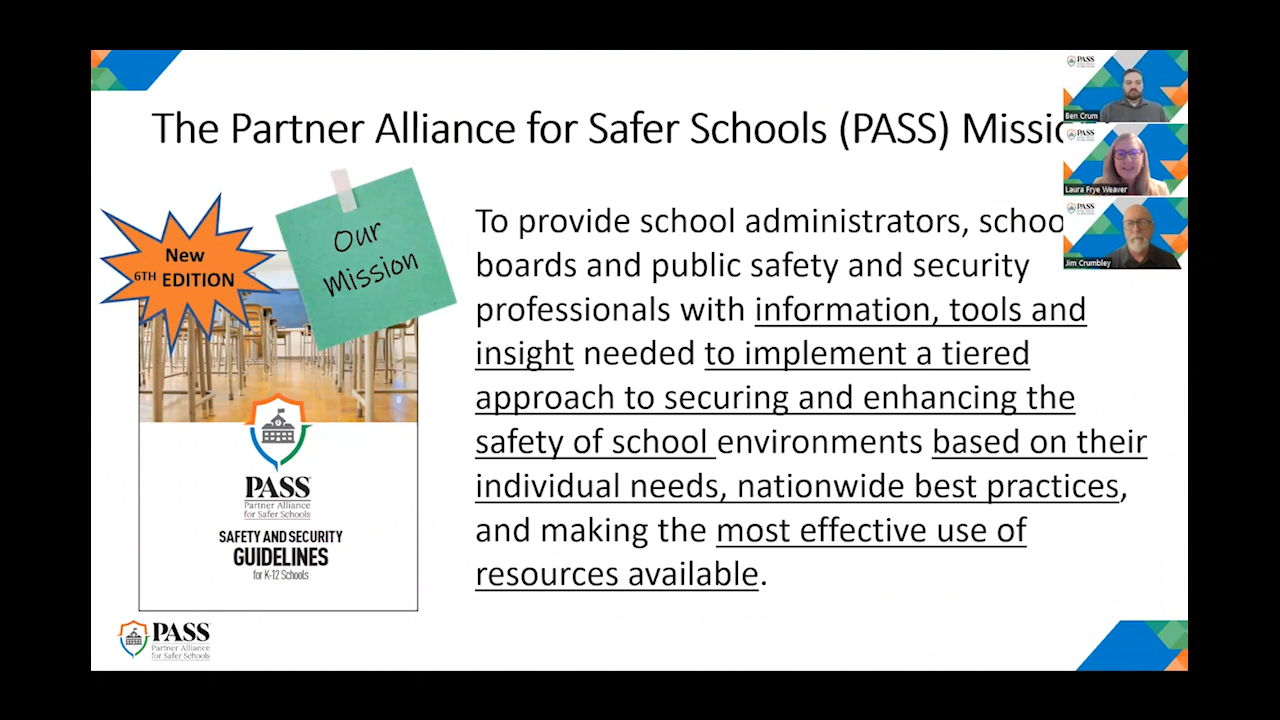 The Partner Alliance for Safer Schools (PASS) Missio
PASS
Ben Crum
PASS
Laura Frye Weaver
PASS
Jim Crumbley
New
6TH EDITION
Our
Mission
To provide school administrators, schoo
boards and public safety and security
professionals with information, tools and
insight needed to implement a tiered
approach to securing and enhancing the
safety of school environments based on their
individual needs, nationwide best practices,
and making the most effective use of
resources available.
PASS
Partner Alliance
for Safer Schools
SAFETY AND SECURITY
GUIDELINES
for K-12 Schools
PASS
Partner Alliance
for Safer Schools